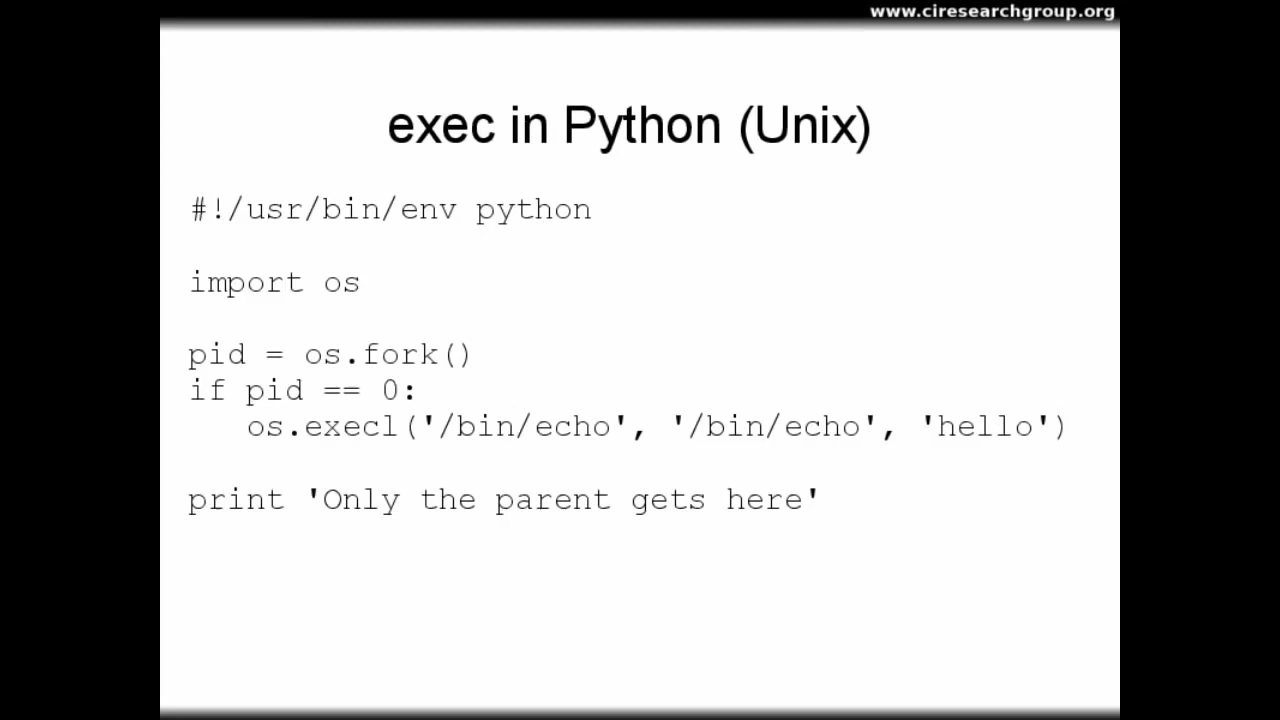 www.ciresearchgroup.org
exec in Python (Unix)
#!/usr/bin/env python
import os
pid = os.fork()
if pid == 0:
   os.execl('/bin/echo', '/bin/echo', 'hello')
print 'Only the parent gets here'